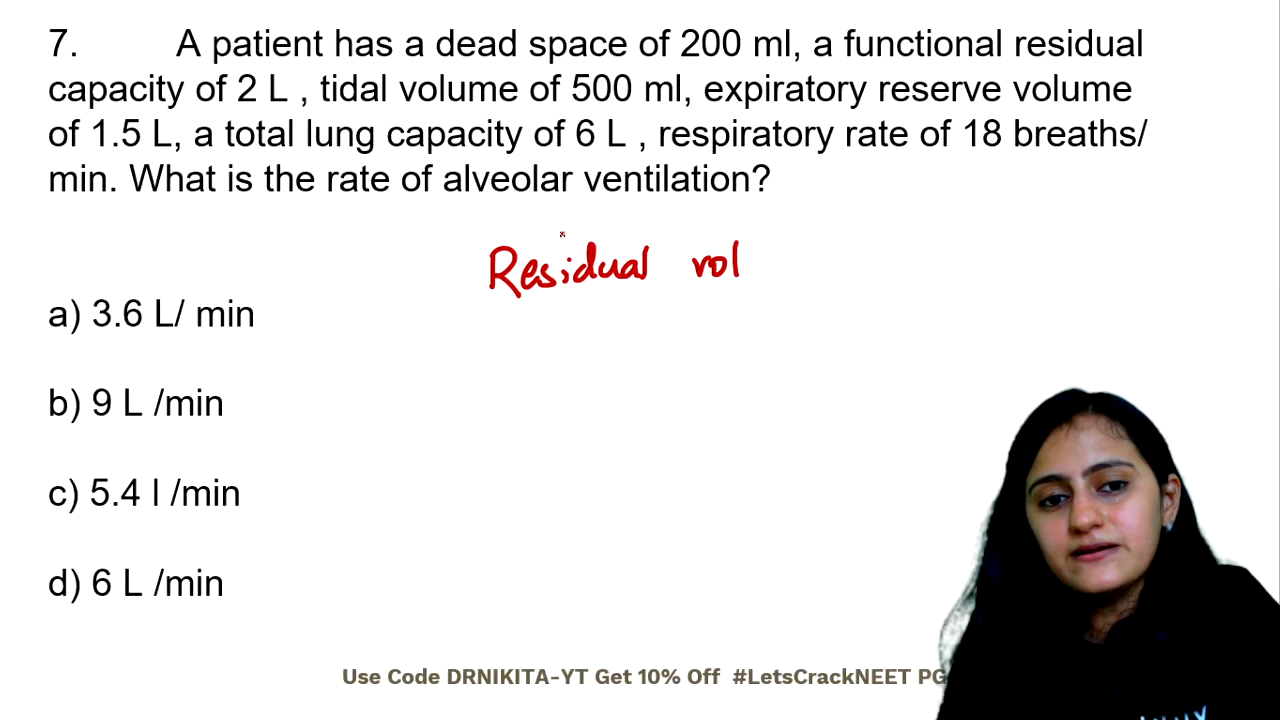 7. A patient has a dead space of 200 ml, a functional residual
capacity of 2 L , tidal volume of 500 ml, expiratory reserve volume
of 1.5 L, a total lung capacity of 6 L , respiratory rate of 18 breaths/
min. What is the rate of alveolar ventilation?
Residual vol
a) 3.6 L/ min
b) 9 L /min
c) 5.4 l /min
d) 6 L /min
Use Code DRNIKITA-YT Get 10% Off #LetsCrackNEET PG